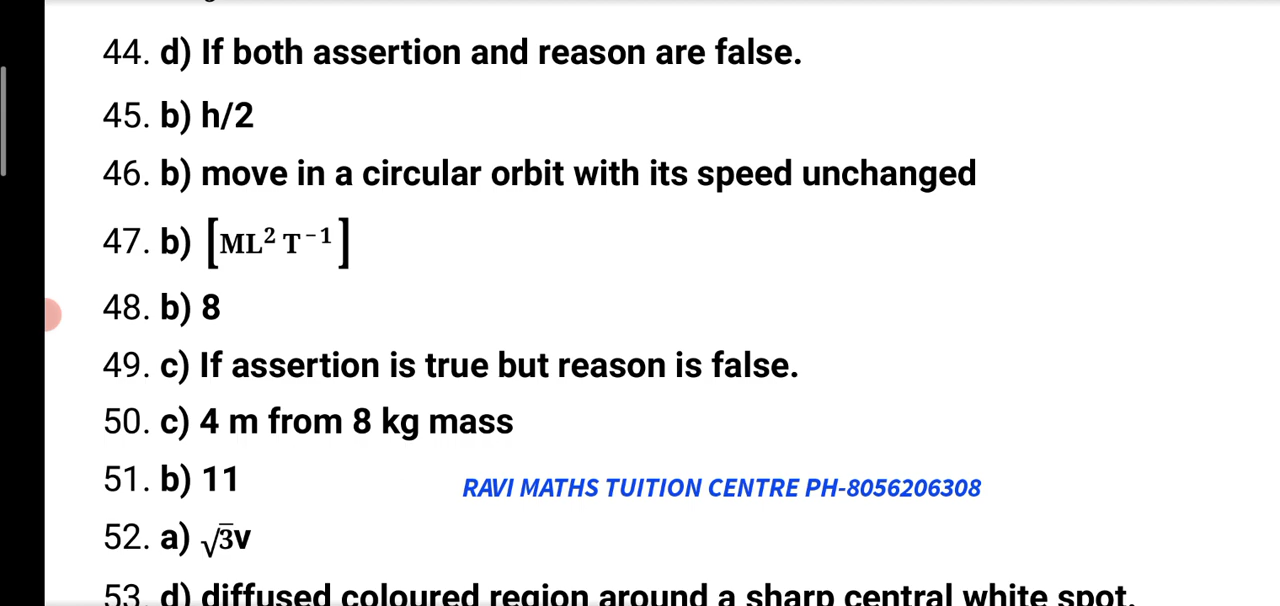 44. d) If both assertion and reason are false.
45. b) h/2
46. b) move in a circular orbit with its speed unchanged
47. b) [ML² T⁻¹]
48. b) 8
49. c) If assertion is true but reason is false.
50. c) 4 m from 8 kg mass
51. b) 11
RAVI MATHS TUITION CENTRE PH-8056206308
52. a) √3v
53. d) diffused coloured region around a sharp central white spot.